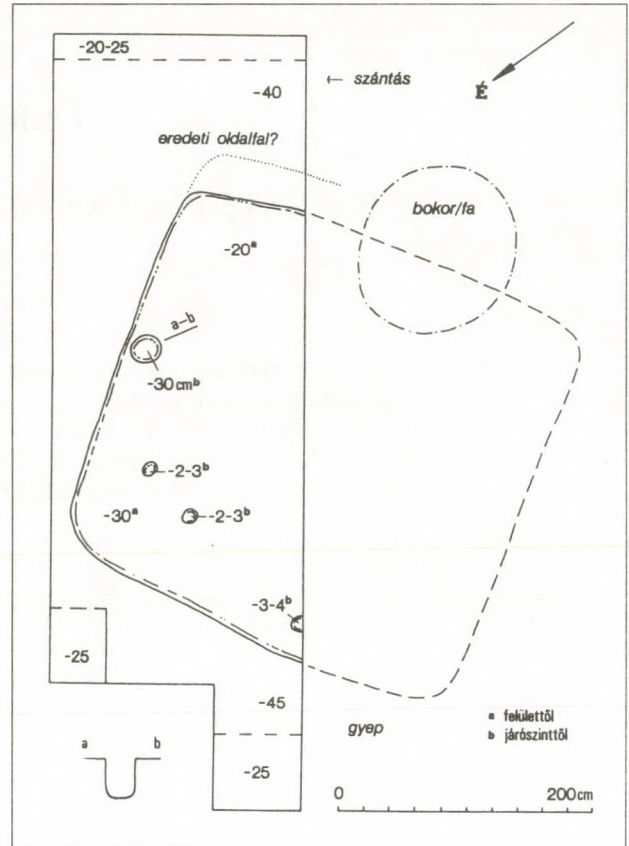 -20-25
-40
← szántás
É
eredeti oldalfal?
bokor/fa
-20ᵃ
a-b
-30 cmᵇ
-2-3ᵇ
-30ᵃ
-2-3ᵇ
-3-4ᵇ
-25
-45
gyep
a felülettől
b járószinttől
a b
-25
0 200cm